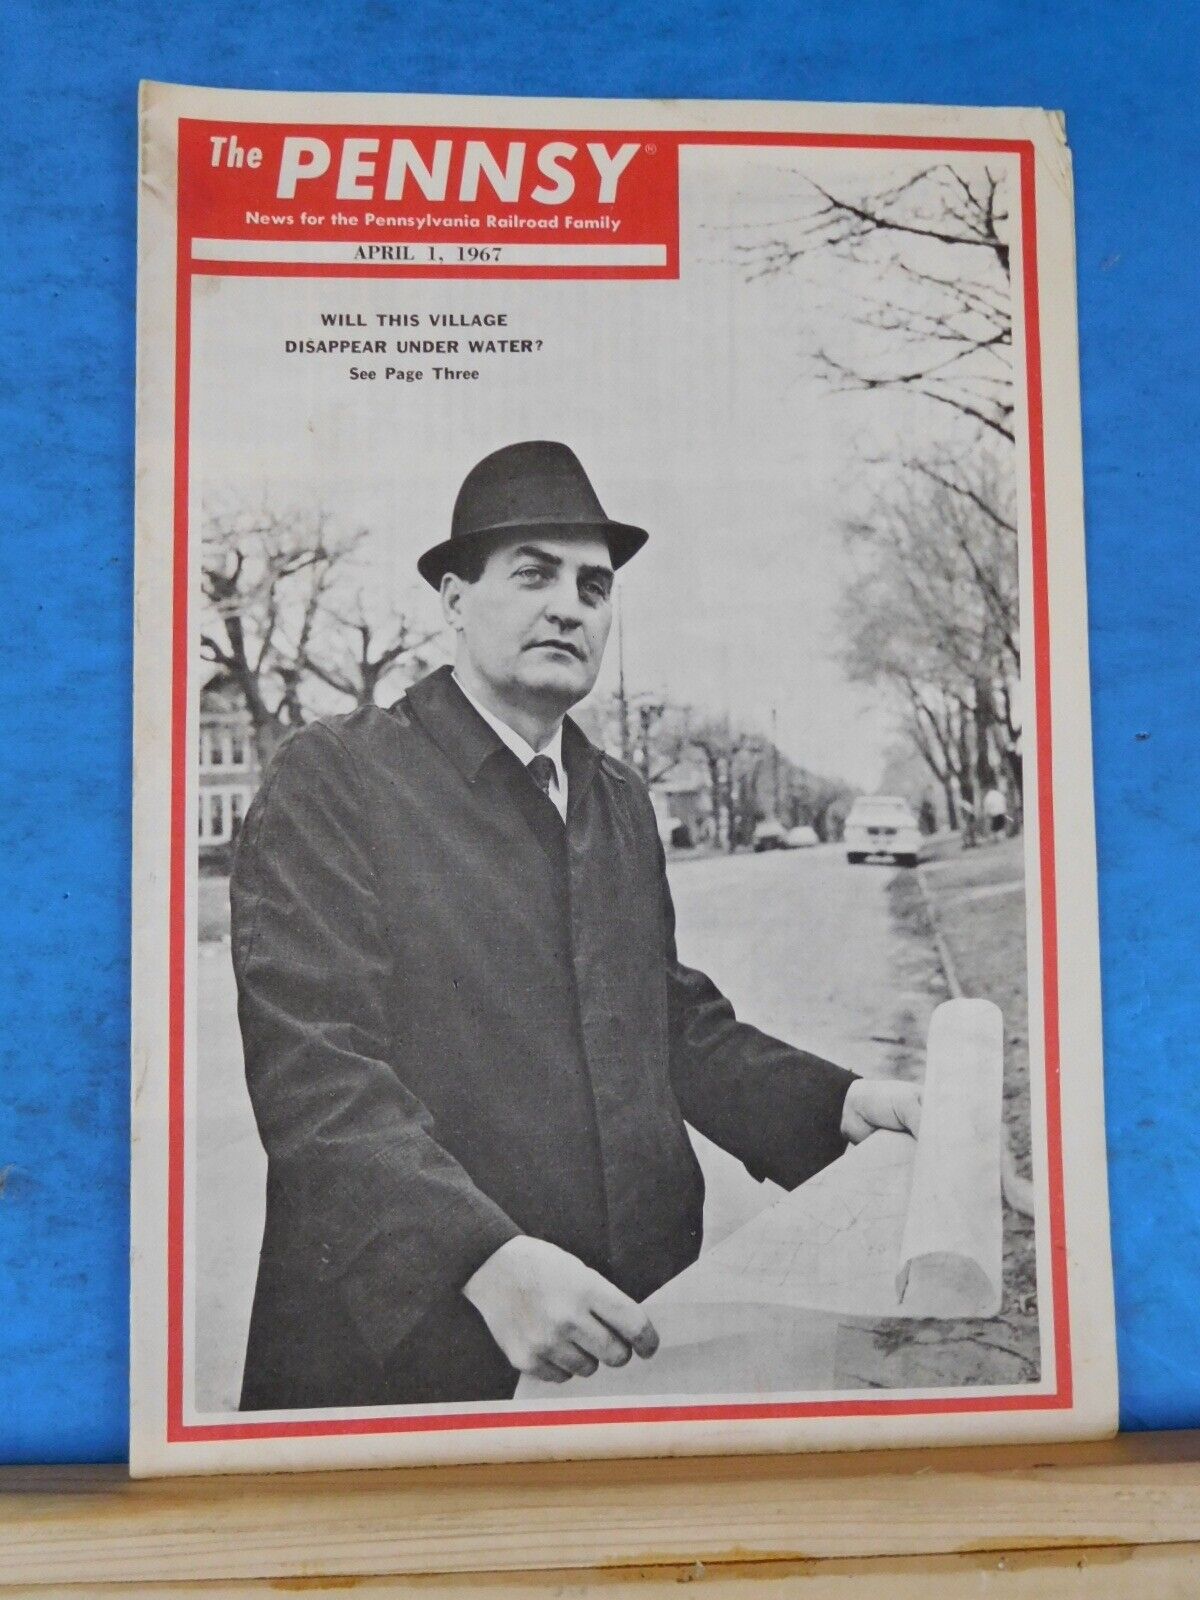 The PENNSY®
News for the Pennsylvania Railroad Family
APRIL 1, 1967
WILL THIS VILLAGE
DISAPPEAR UNDER WATER?
See Page Three